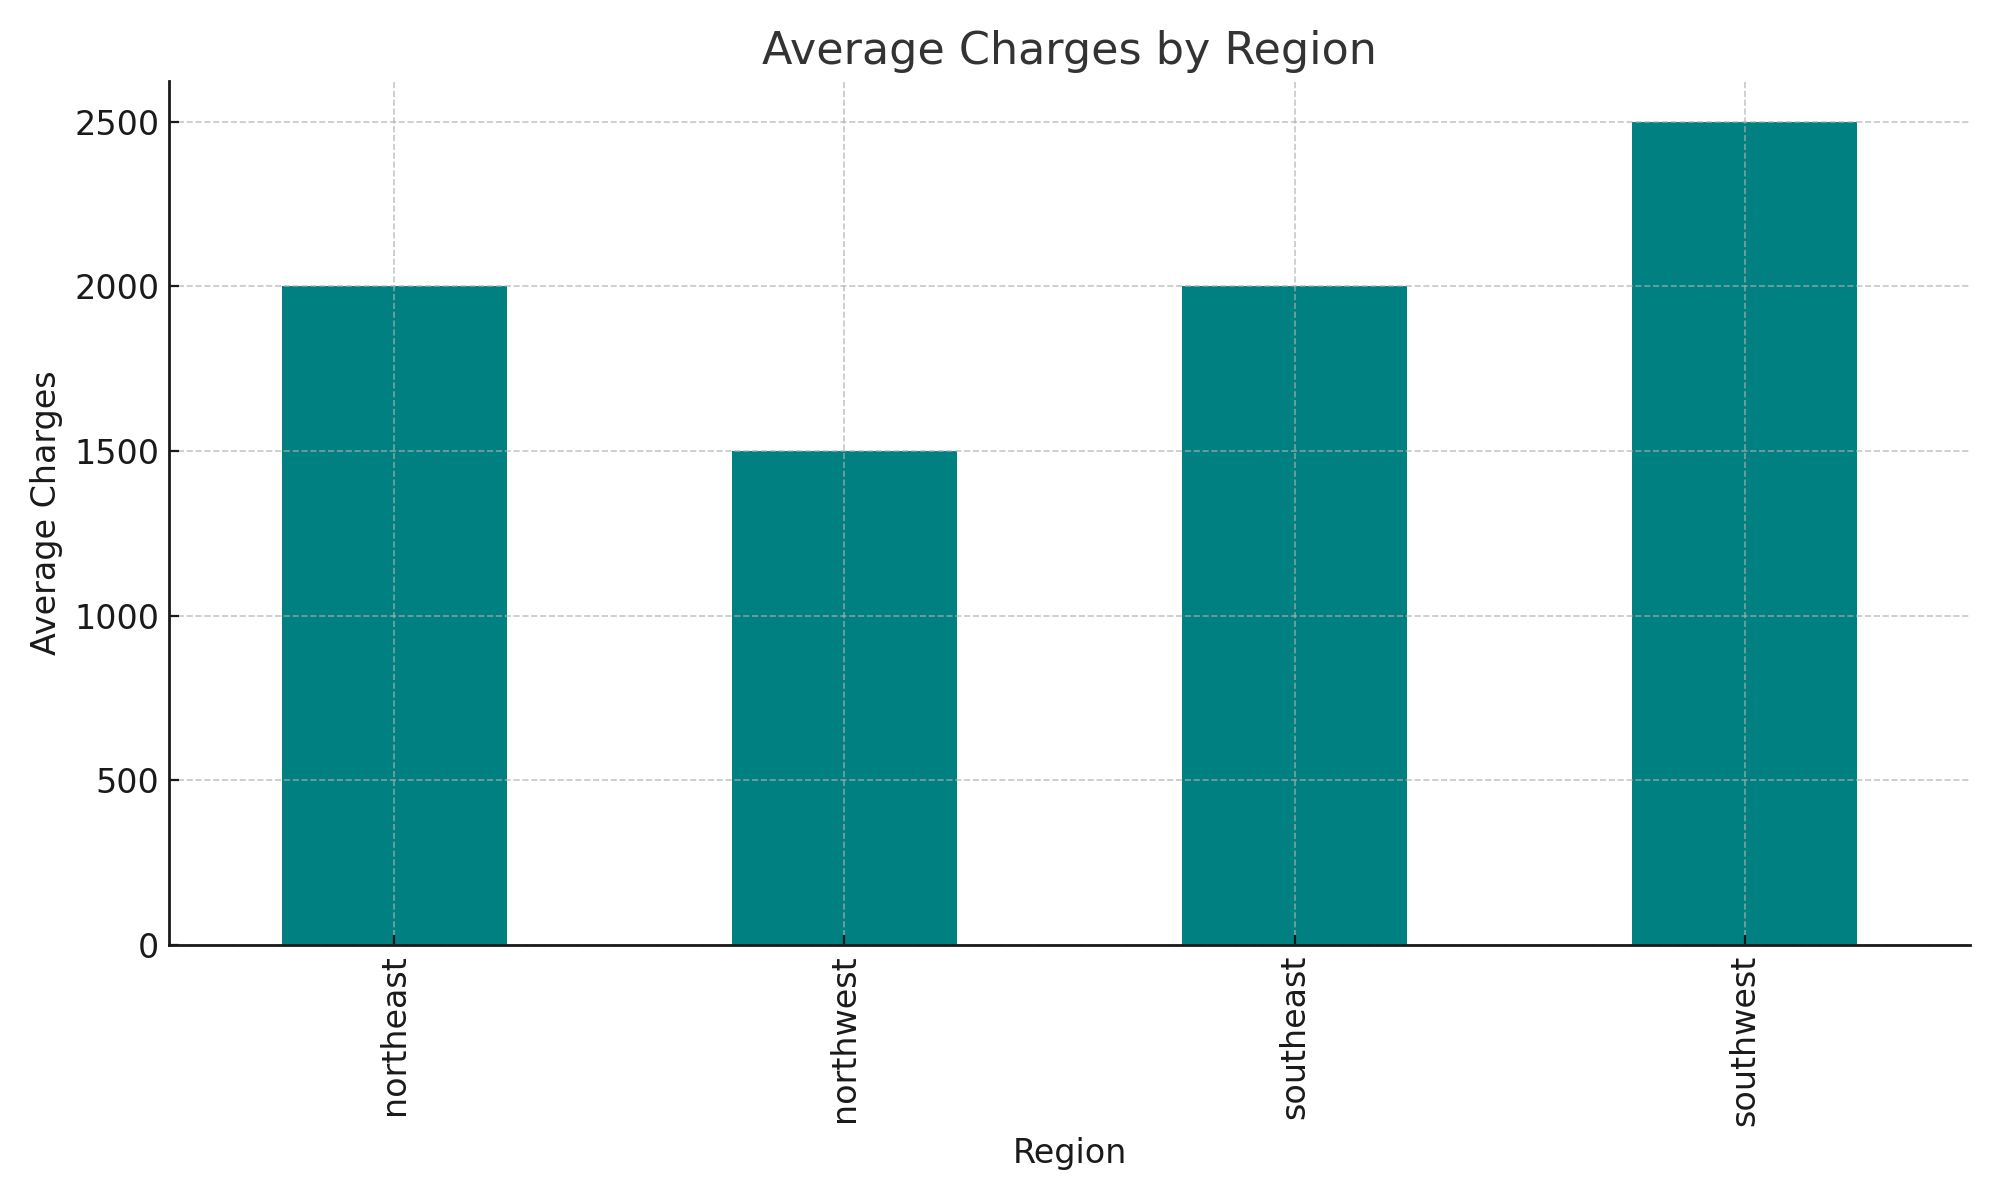 Average Charges by Region
Average Charges
2500
2000
1500
1000
500
0
northeast
northwest
southeast
southwest
Region